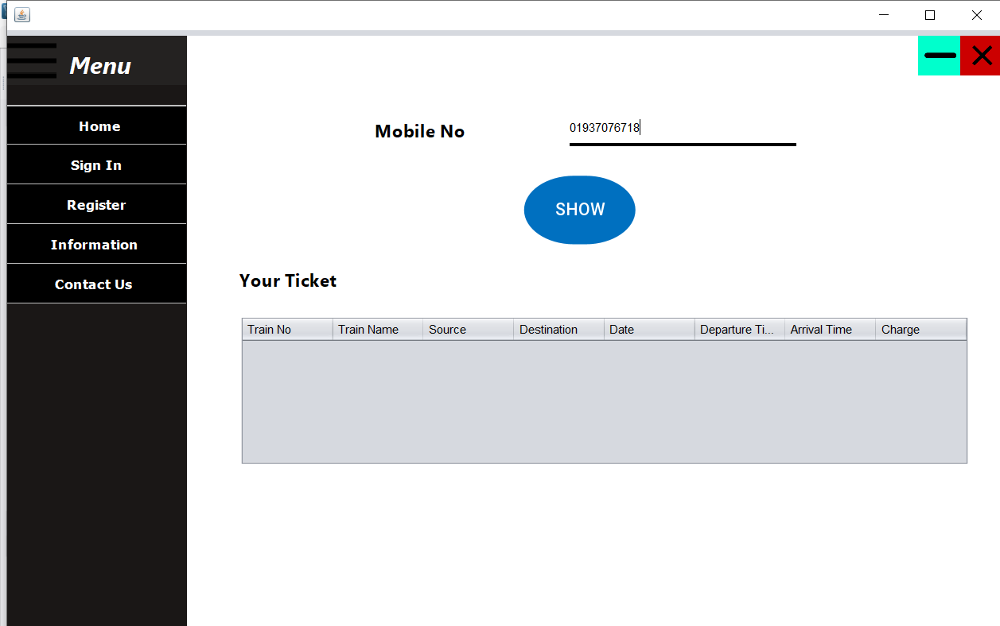 Menu
Home
Sign In
Register
Information
Contact Us
Mobile No
01937076718
SHOW
Your Ticket
Train No Train Name Source Destination Date Departure Ti... Arrival Time Charge